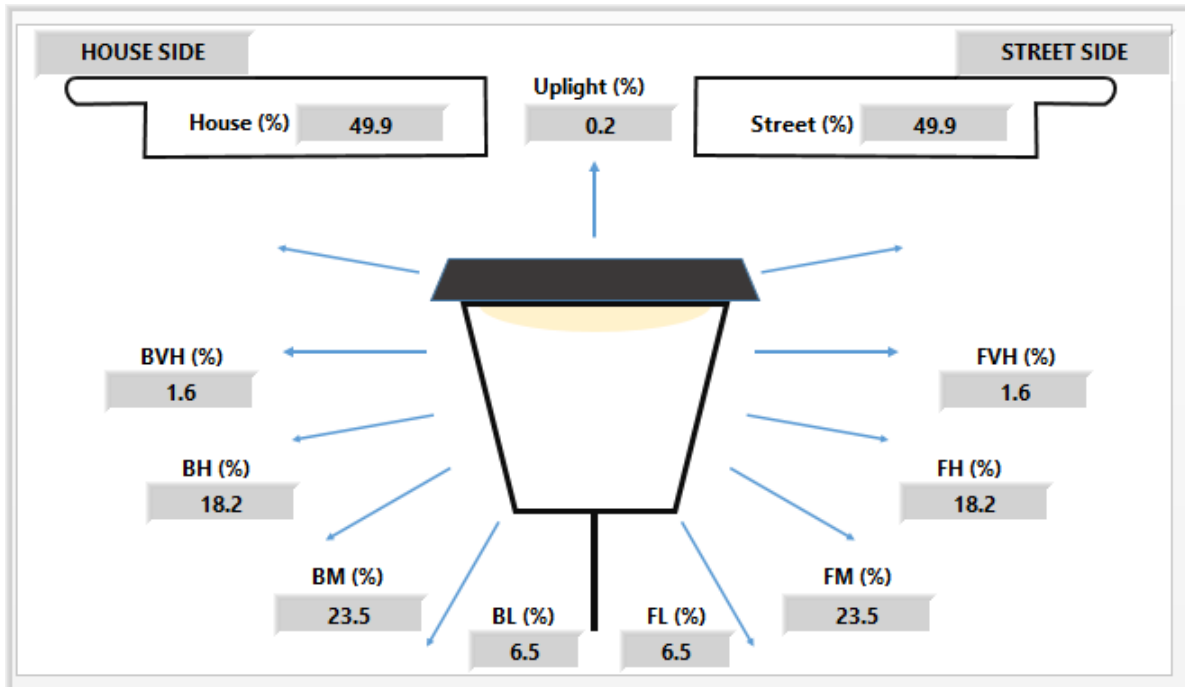 HOUSE SIDE
STREET SIDE
Uplight (%)
House (%) 49.9
0.2
Street (%) 49.9
BVH (%)
1.6
FVH (%)
1.6
BH (%)
18.2
FH (%)
18.2
BM (%)
23.5
FM (%)
23.5
BL (%)
6.5
FL (%)
6.5